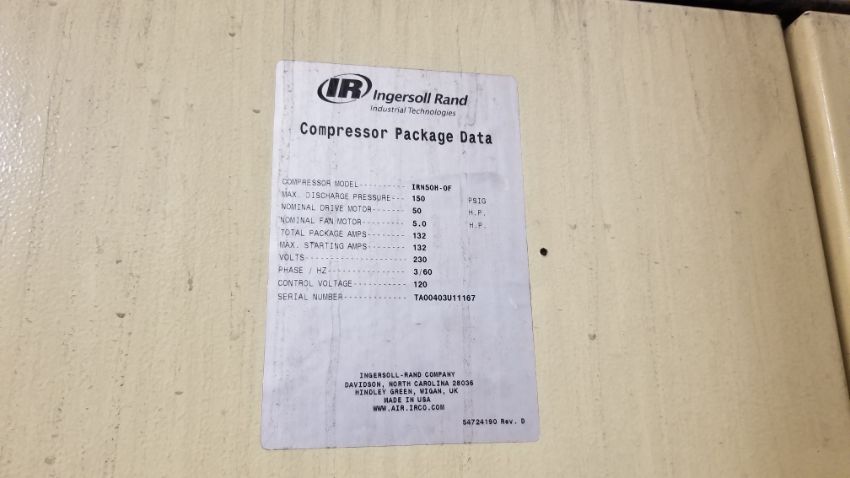 IR Ingersoll Rand
Industrial Technologies
Compressor Package Data
COMPRESSOR MODEL---------- IRN50H-OF
MAX. DISCHARGE PRESSURE--- 150 PSIG
NOMINAL DRIVE MOTOR------- 50 H.P.
NOMINAL FAN MOTOR--------- 5.0 H.P.
TOTAL PACKAGE AMPS-------- 132
MAX. STARTING AMPS-------- 132
VOLTS--------------------- 230
PHASE / HZ---------------- 3/60
CONTROL VOLTAGE----------- 120
SERIAL NUMBER------------- TAO0403U11167
INGERSOLL-RAND COMPANY
DAVIDSON, NORTH CAROLINA 28036
HINDLEY GREEN, WIGAN, UK
MADE IN USA
WWW.AIR.IRCO.COM
54724190 Rev. D